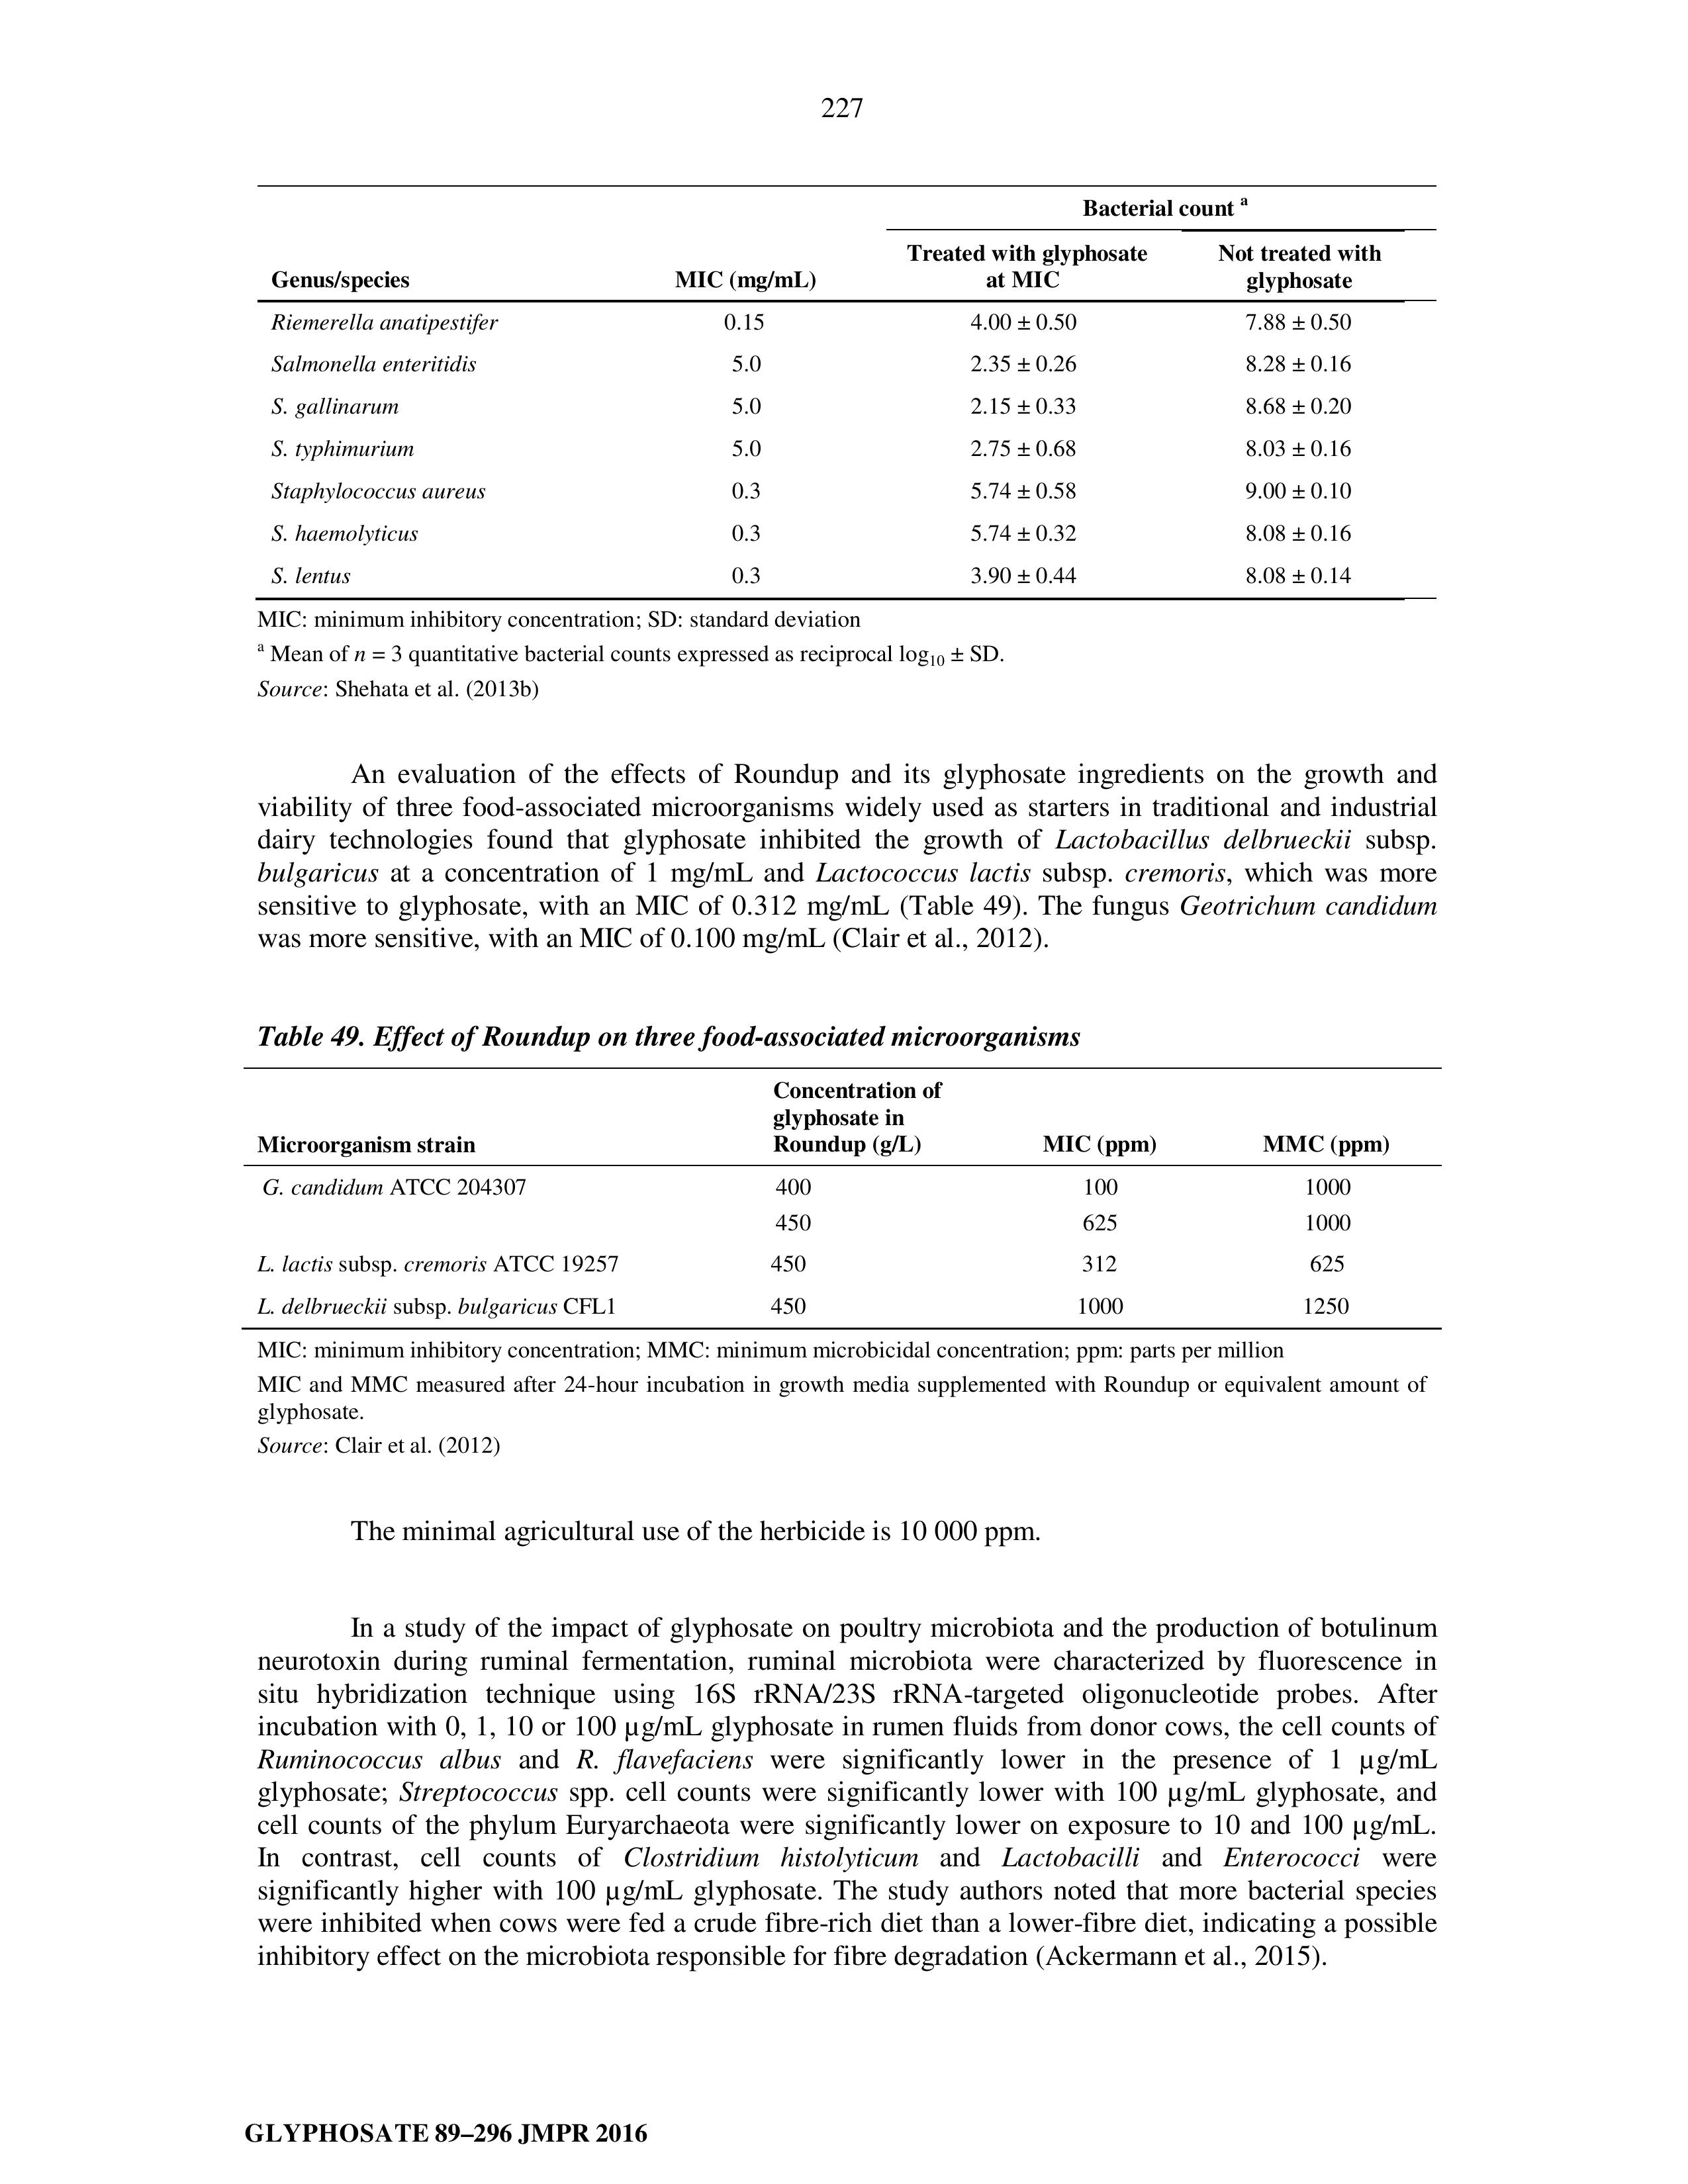 227
Bacterial count a
Treated with glyphosate Not treated with
Genus/species MIC (mg/mL) at MIC glyphosate
Riemerella anatipestifer 0.15 4.00 ± 0.50 7.88 ± 0.50
Salmonella enteritidis 5.0 2.35 ± 0.26 8.28 ± 0.16
S. gallinarum 5.0 2.15 ± 0.33 8.68 ± 0.20
S. typhimurium 5.0 2.75 ± 0.68 8.03 ± 0.16
Staphylococcus aureus 0.3 5.74 ± 0.58 9.00 ± 0.10
S. haemolyticus 0.3 5.74 ± 0.32 8.08 ± 0.16
S. lentus 0.3 3.90 ± 0.44 8.08 ± 0.14
MIC: minimum inhibitory concentration; SD: standard deviation
a Mean of n = 3 quantitative bacterial counts expressed as reciprocal log10 ± SD.
Source: Shehata et al. (2013b)
An evaluation of the effects of Roundup and its glyphosate ingredients on the growth and
viability of three food-associated microorganisms widely used as starters in traditional and industrial
dairy technologies found that glyphosate inhibited the growth of Lactobacillus delbrueckii subsp.
bulgaricus at a concentration of 1 mg/mL and Lactococcus lactis subsp. cremoris, which was more
sensitive to glyphosate, with an MIC of 0.312 mg/mL (Table 49). The fungus Geotrichum candidum
was more sensitive, with an MIC of 0.100 mg/mL (Clair et al., 2012).
Table 49. Effect of Roundup on three food-associated microorganisms
Concentration of
glyphosate in
Microorganism strain Roundup (g/L) MIC (ppm) MMC (ppm)
G. candidum ATCC 204307 400 100 1000
450 625 1000
L. lactis subsp. cremoris ATCC 19257 450 312 625
L. delbrueckii subsp. bulgaricus CFL1 450 1000 1250
MIC: minimum inhibitory concentration; MMC: minimum microbicidal concentration; ppm: parts per million
MIC and MMC measured after 24-hour incubation in growth media supplemented with Roundup or equivalent amount of
glyphosate.
Source: Clair et al. (2012)
The minimal agricultural use of the herbicide is 10 000 ppm.
In a study of the impact of glyphosate on poultry microbiota and the production of botulinum
neurotoxin during ruminal fermentation, ruminal microbiota were characterized by fluorescence in
situ hybridization technique using 16S rRNA/23S rRNA-targeted oligonucleotide probes. After
incubation with 0, 1, 10 or 100 µg/mL glyphosate in rumen fluids from donor cows, the cell counts of
Ruminococcus albus and R. flavefaciens were significantly lower in the presence of 1 µg/mL
glyphosate; Streptococcus spp. cell counts were significantly lower with 100 µg/mL glyphosate, and
cell counts of the phylum Euryarchaeota were significantly lower on exposure to 10 and 100 µg/mL.
In contrast, cell counts of Clostridium histolyticum and Lactobacilli and Enterococci were
significantly higher with 100 µg/mL glyphosate. The study authors noted that more bacterial species
were inhibited when cows were fed a crude fibre-rich diet than a lower-fibre diet, indicating a possible
inhibitory effect on the microbiota responsible for fibre degradation (Ackermann et al., 2015).
GLYPHOSATE 89–296 JMPR 2016